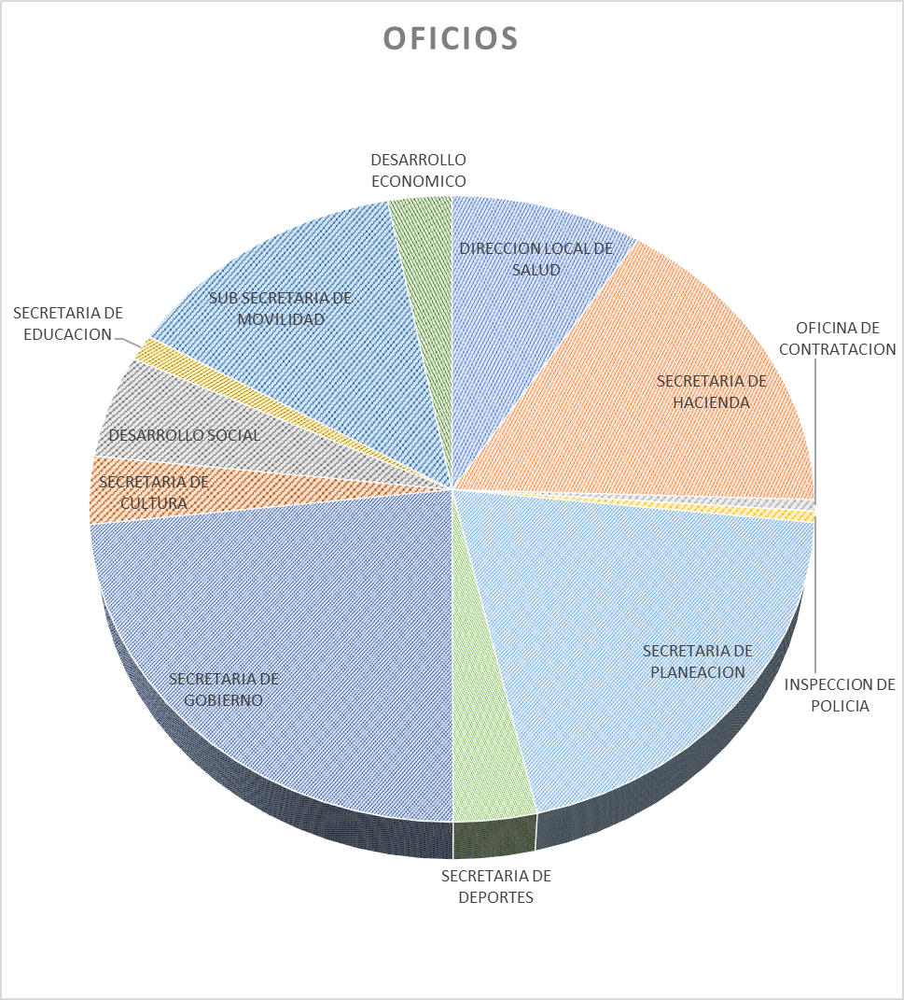 OFICIOS
DESARROLLO
ECONOMICO
DIRECCION LOCAL DE
SALUD
SUB SECRETARIA DE
MOVILIDAD
SECRETARIA DE
EDUCACION
OFICINA DE
CONTRATACION
SECRETARIA DE
HACIENDA
DESARROLLO SOCIAL
SECRETARIA DE
CULTURA
SECRETARIA DE
PLANEACION
SECRETARIA DE
GOBIERNO
INSPECCION DE
POLICIA
SECRETARIA DE
DEPORTES